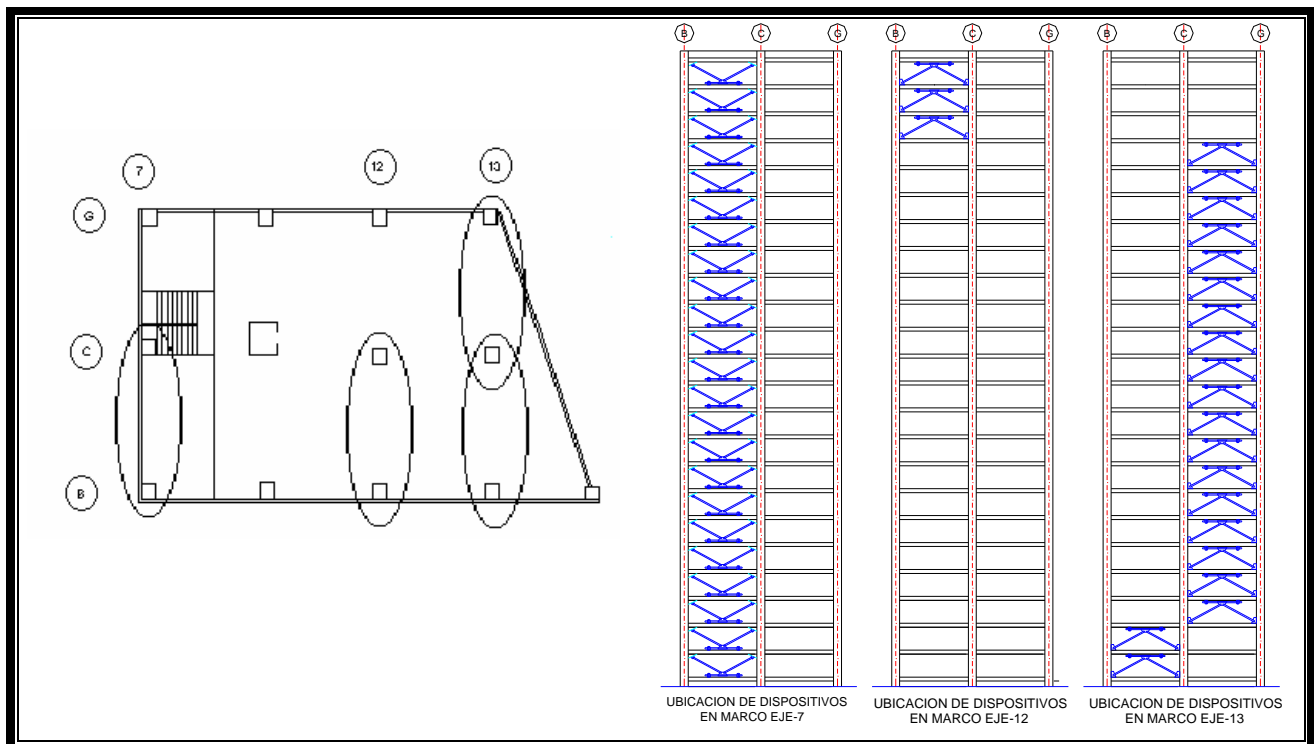 7
12
13
G
C
B
B
C
G
B
C
G
B
C
G
UBICACION DE DISPOSITIVOS
EN MARCO EJE-7
UBICACION DE DISPOSITIVOS
EN MARCO EJE-12
UBICACION DE DISPOSITIVOS
EN MARCO EJE-13